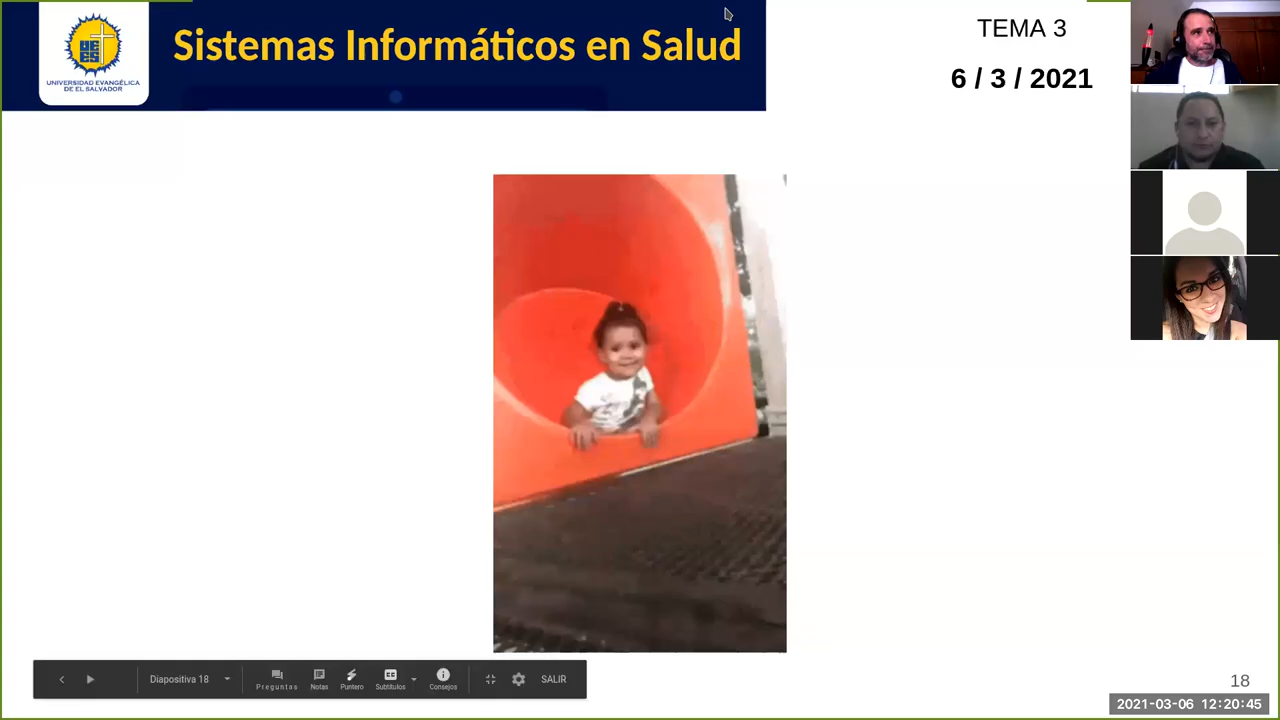 Sistemas Informáticos en Salud
UNIVERSIDAD EVANGÉLICA
DE EL SALVADOR
TEMA 3
6 / 3 / 2021
Diapositiva 18
Preguntas
Notas
Puntero
Subtítulos
Consejos
SALIR
18
2021-03-06 12:20:45